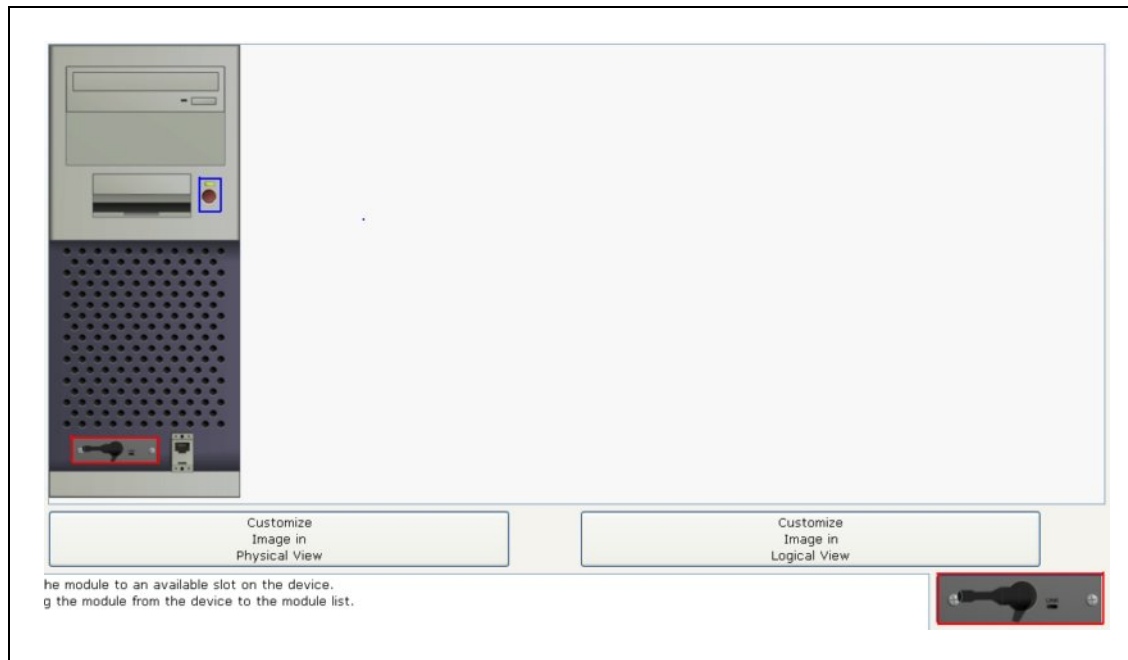 Customize
Image in
Physical View
Customize
Image in
Logical View
he module to an available slot on the device.
g the module from the device to the module list.